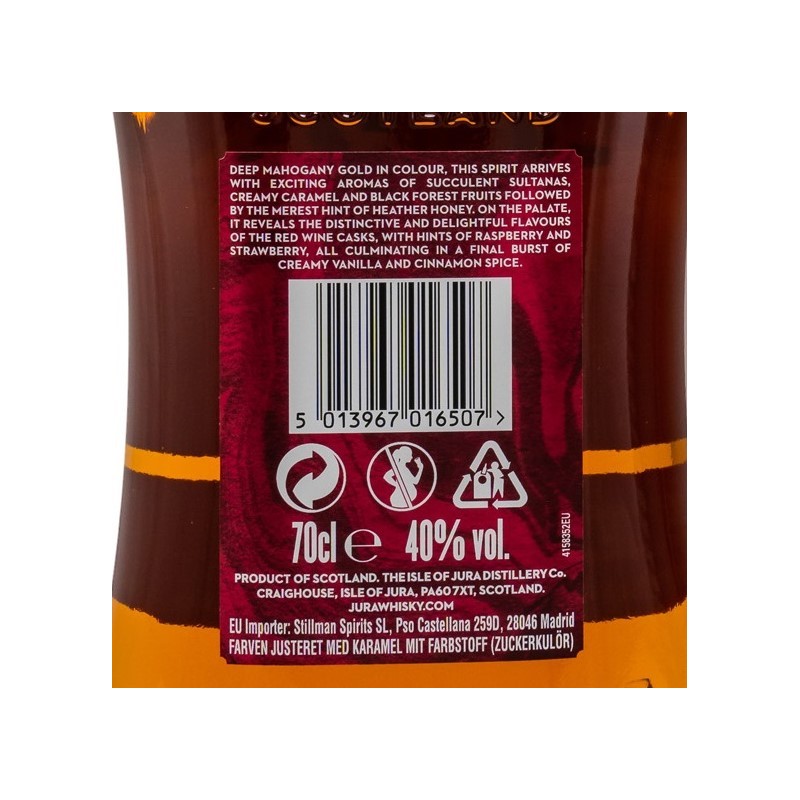 SCOTLAND
DEEP MAHOGANY GOLD IN COLOUR, THIS SPIRIT ARRIVES
WITH EXCITING AROMAS OF SUCCULENT SULTANAS,
CREAMY CARAMEL AND BLACK FOREST FRUITS FOLLOWED
BY THE MEREST HINT OF HEATHER HONEY. ON THE PALATE,
IT REVEALS THE DISTINCTIVE AND DELIGHTFUL FLAVOURS
OF THE RED WINE CASKS, WITH HINTS OF RASPBERRY AND
STRAWBERRY, ALL CULMINATING IN A FINAL BURST OF
CREAMY VANILLA AND CINNAMON SPICE.
5 013967 016507 >
70cl e 40% vol.
4158352EU
PRODUCT OF SCOTLAND. THE ISLE OF JURA DISTILLERY Co.
CRAIGHOUSE, ISLE OF JURA, PA60 7XT, SCOTLAND.
JURAWHISKY.COM
EU Importer: Stillman Spirits SL, Pso Castellana 259D, 28046 Madrid
FARVEN JUSTERET MED KARAMEL MIT FARBSTOFF (ZUCKERKULÖR)